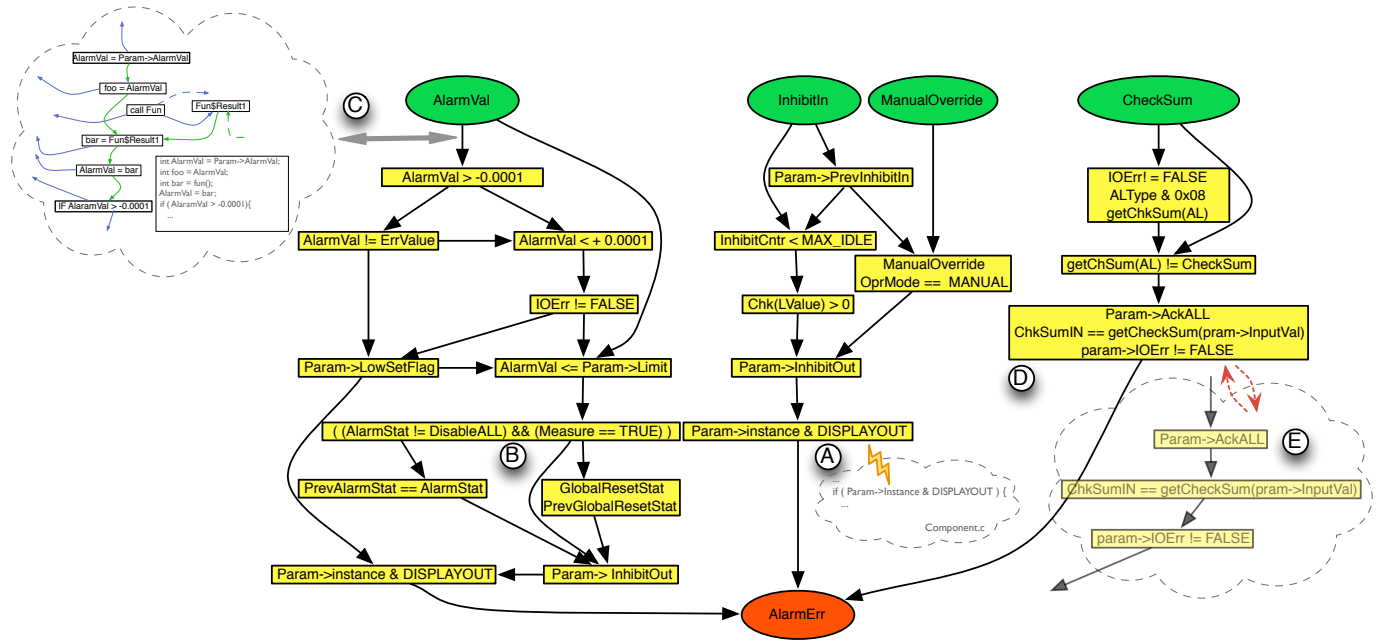 AlarmVal = Param->AlarmVal
foo = AlarmVal
call Fun
Fun$Result1
bar = Fun$Result1
AlarmVal = bar
IF AlaramVal > -0.0001
int AlarmVal = Param->AlarmVal;
int foo = AlarmVal;
int bar = fun();
AlarmVal = bar;
if ( AlaramVal > -0.0001){
...
C
AlarmVal
InhibitIn
ManualOverride
CheckSum
AlarmVal > -0.0001
Param->PrevInhibitIn
IOErr! = FALSE
ALType & 0x08
getChkSum(AL)
AlarmVal != ErrValue
AlarmVal < + 0.0001
InhibitCntr < MAX_IDLE
ManualOverride
OprMode == MANUAL
getChSum(AL) != CheckSum
IOErr != FALSE
Chk(LValue) > 0
Param->AckALL
ChkSumIN == getCheckSum(pram->InputVal)
param->IOErr != FALSE
Param->LowSetFlag
AlarmVal <= Param->Limit
Param->InhibitOut
D
( (AlarmStat != DisableALL) && (Measure == TRUE) )
Param->instance & DISPLAYOUT
B
A
E
Param->AckALL
ChkSumIN == getCheckSum(pram->InputVal)
param->IOErr != FALSE
PrevAlarmStat == AlarmStat
GlobalResetStat
PrevGlobalResetStat
...
if ( Param->Instance & DISPLAYOUT ) {
...
Component.c
Param->instance & DISPLAYOUT
Param-> InhibitOut
AlarmErr